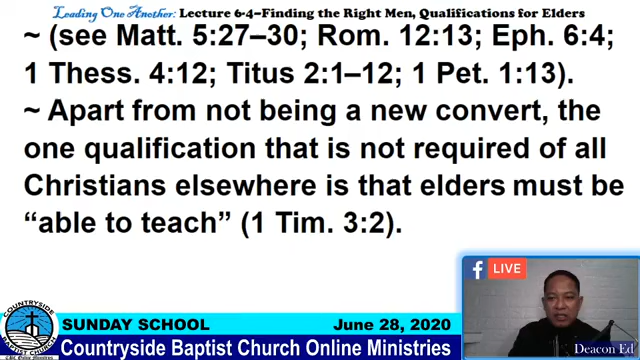 Leading One Another: Lecture 6-4–Finding the Right Men, Qualifications for Elders
~ (see Matt. 5:27–30; Rom. 12:13; Eph. 6:4;
1 Thess. 4:12; Titus 2:1–12; 1 Pet. 1:13).
~ Apart from not being a new convert, the
one qualification that is not required of all
Christians elsewhere is that elders must be
“able to teach” (1 Tim. 3:2).
f LIVE
COUNTRYSIDE
BAPTIST CHURCH
CBC Online Ministries
SUNDAY SCHOOL June 28, 2020
Countryside Baptist Church Online Ministries
Deacon Ed